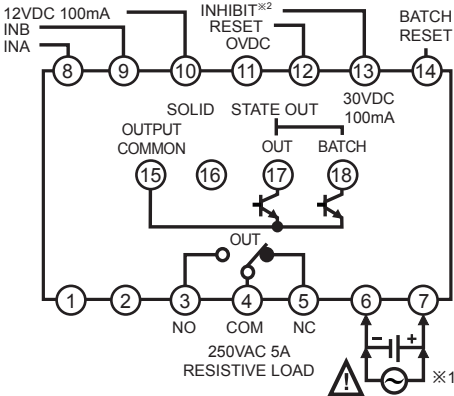 12VDC 100mA
INB
INA
INHIBIT※2
RESET
OVDC
BATCH
RESET
8 9 10 11 12 13 14
30VDC
100mA
SOLID STATE OUT
OUTPUT
COMMON
OUT BATCH
15 16 17 18
OUT
1 2 3 4 5 6 7
NO COM NC
- +
250VAC 5A
RESISTIVE LOAD
!
※1